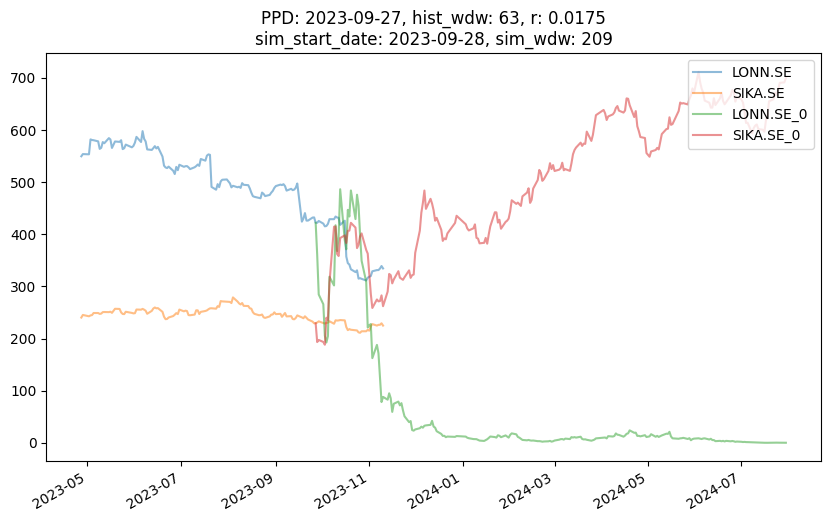 PPD: 2023-09-27, hist_wdw: 63, r: 0.0175
sim_start_date: 2023-09-28, sim_wdw: 209
LONN.SE
SIKA.SE
LONN.SE_0
SIKA.SE_0
700
600
500
400
300
200
100
0
2023-05
2023-07
2023-09
2023-11
2024-01
2024-03
2024-05
2024-07